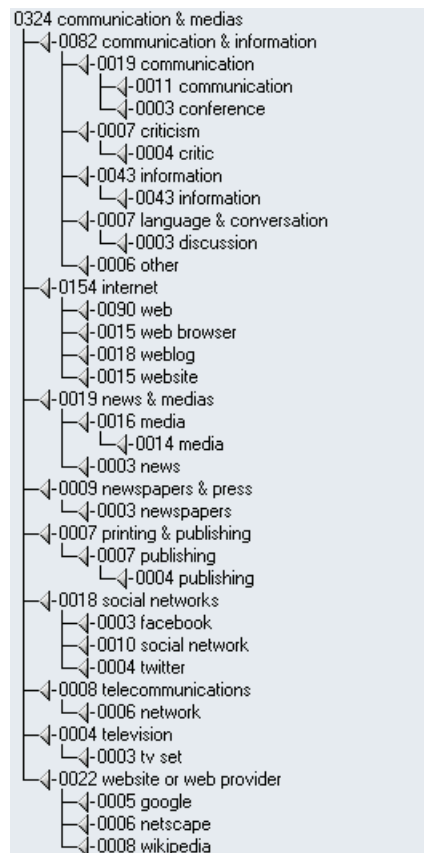 0324 communication & medias
0082 communication & information
0019 communication
0011 communication
0003 conference
0007 criticism
0004 critic
0043 information
0043 information
0007 language & conversation
0003 discussion
0006 other
0154 internet
0090 web
0015 web browser
0018 weblog
0015 website
0019 news & medias
0016 media
0014 media
0003 news
0009 newspapers & press
0003 newspapers
0007 printing & publishing
0007 publishing
0004 publishing
0018 social networks
0003 facebook
0010 social network
0004 twitter
0008 telecommunications
0006 network
0004 television
0003 tv set
0022 website or web provider
0005 google
0006 netscape
0008 wikipedia